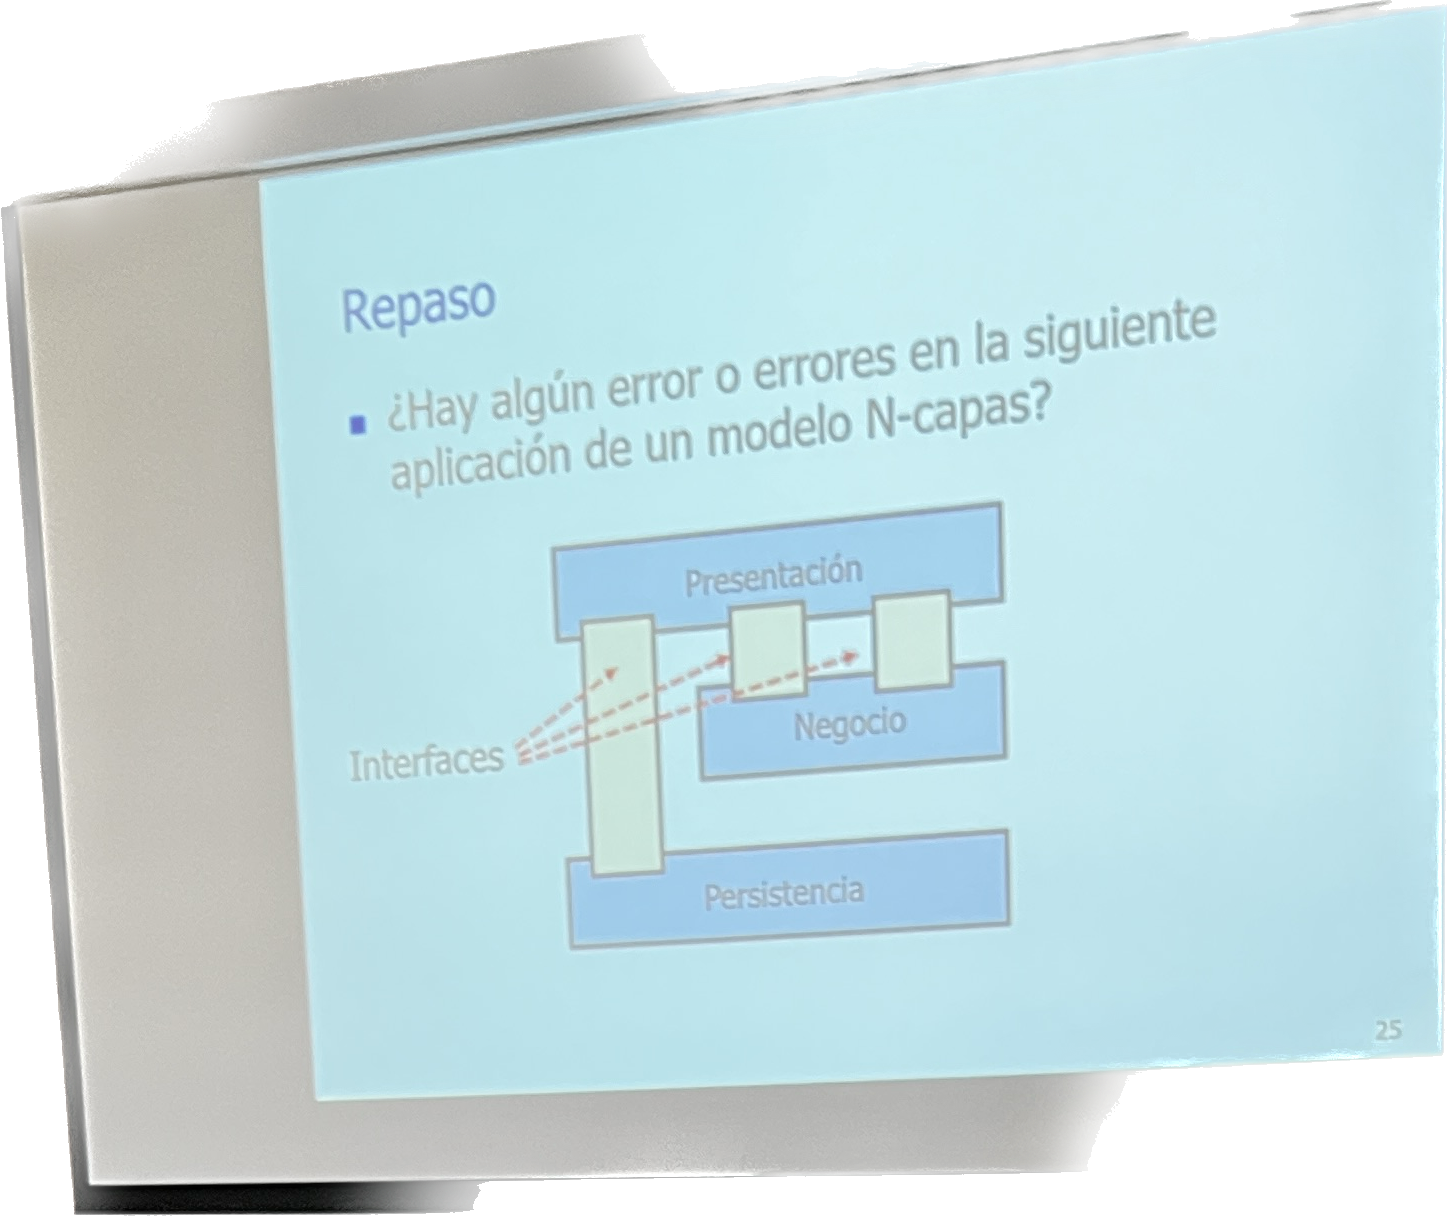 Repaso
¿Hay algún error o errores en la siguiente
aplicación de un modelo N-capas?
Presentación
Negocio
Interfaces
Persistencia
25